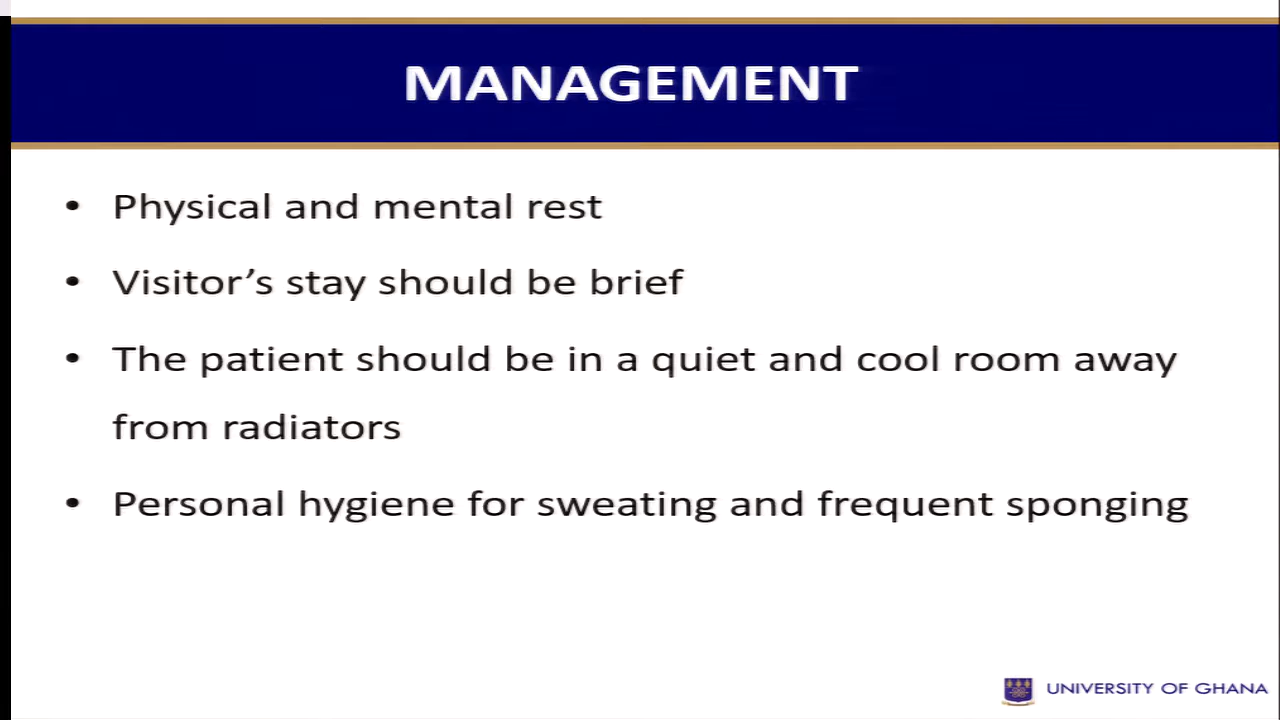 MANAGEMENT
• Physical and mental rest
• Visitor’s stay should be brief
• The patient should be in a quiet and cool room away
from radiators
• Personal hygiene for sweating and frequent sponging
UNIVERSITY OF GHANA